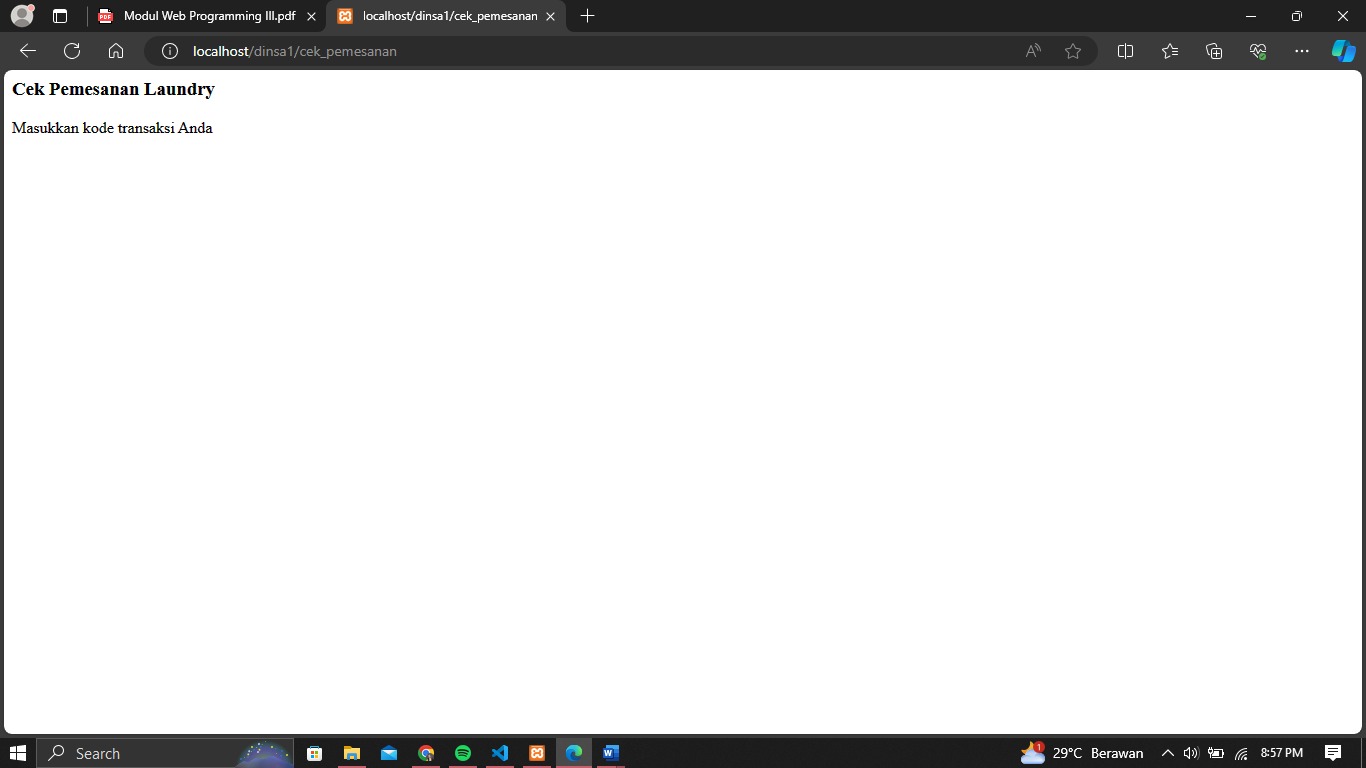 Modul Web Programming III.pdf
localhost/dinsa1/cek_pemesanan
localhost/dinsa1/cek_pemesanan
Cek Pemesanan Laundry
Masukkan kode transaksi Anda
Search
1
29°C Berawan
8:57 PM